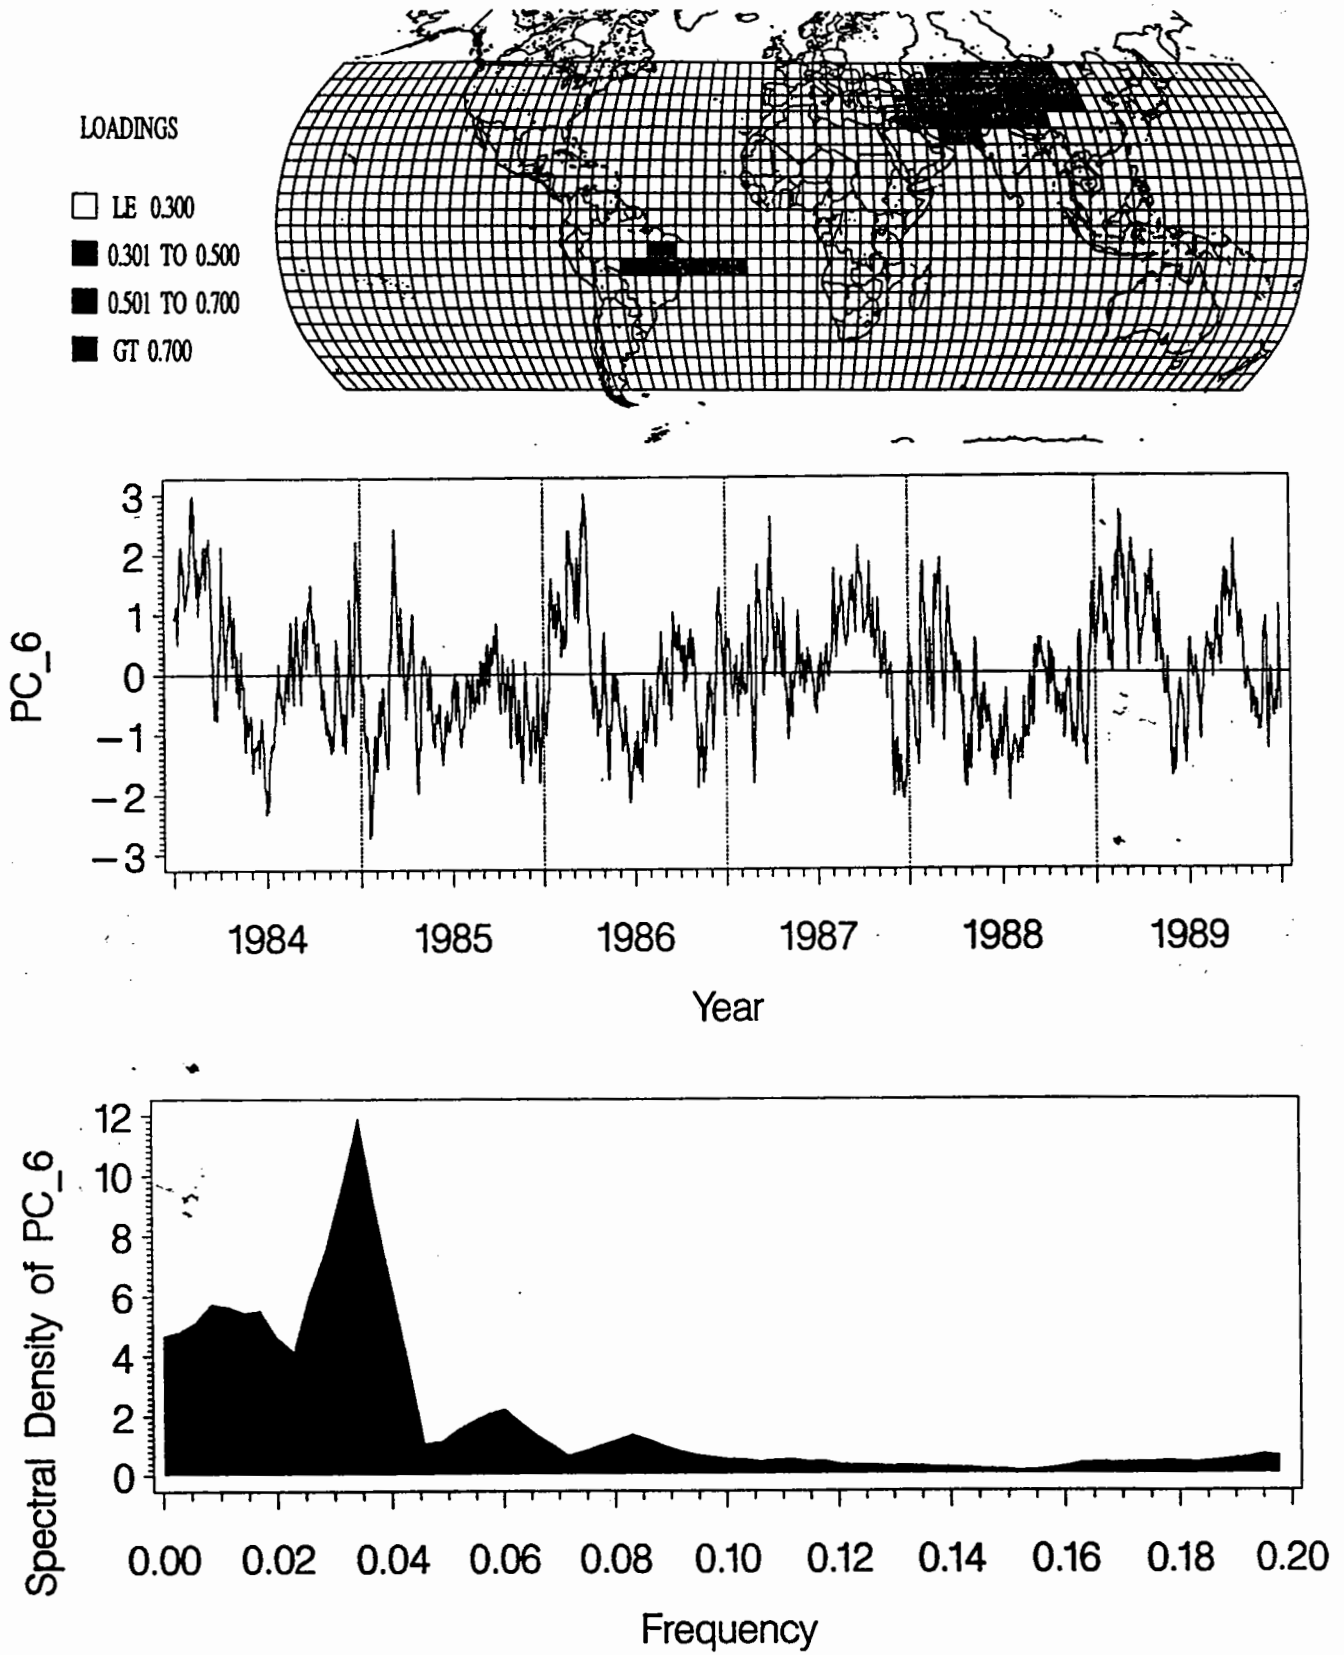 LOADINGS
LE 0.300
0.301 TO 0.500
0.501 TO 0.700
GT 0.700
PC_6
3
2
1
0
−1
−2
−3
1984 1985 1986 1987 1988 1989
Year
Spectral Density of PC_6
12
10
8
6
4
2
0
0.00 0.02 0.04 0.06 0.08 0.10 0.12 0.14 0.16 0.18 0.20
Frequency